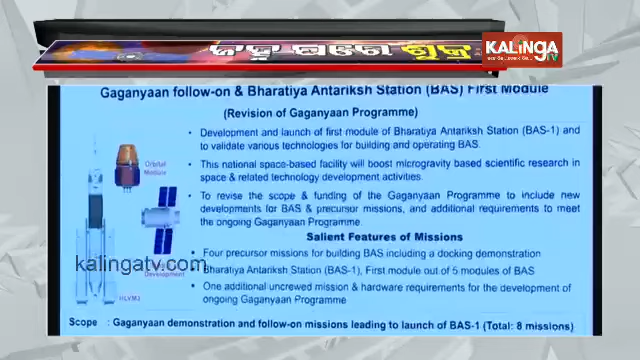 KALINGA
TV
Gaganyaan follow-on & Bharatiya Antariksh Station (BAS) First Module
(Revision of Gaganyaan Programme)
• Development and launch of first module of Bharatiya Antariksh Station (BAS-1) and
to validate various technologies for building and operating BAS.
• This national space-based facility will boost microgravity based scientific research in
space & related technology development activities.
• To revise the scope & funding of the Gaganyaan Programme to include new
developments for BAS & precursor missions, and additional requirements to meet
the ongoing Gaganyaan Programme.
Orbital
Module
Salient Features of Missions
• Four precursor missions for building BAS including a docking demonstration
• Bharatiya Antariksh Station (BAS-1), First module out of 5 modules of BAS
• One additional uncrewed mission & hardware requirements for the development of
ongoing Gaganyaan Programme
kalingatv.com
Development
HLVM3
Scope : Gaganyaan demonstration and follow-on missions leading to launch of BAS-1 (Total: 8 missions)